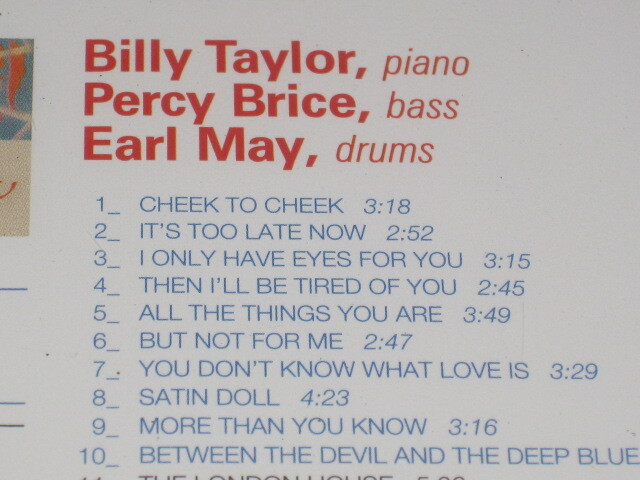 Billy Taylor, piano
Percy Brice, bass
Earl May, drums
1_ CHEEK TO CHEEK 3:18
2_ IT'S TOO LATE NOW 2:52
3_ I ONLY HAVE EYES FOR YOU 3:15
4_ THEN I'LL BE TIRED OF YOU 2:45
5_ ALL THE THINGS YOU ARE 3:49
6_ BUT NOT FOR ME 2:47
7_ YOU DON'T KNOW WHAT LOVE IS 3:29
8_ SATIN DOLL 4:23
9_ MORE THAN YOU KNOW 3:16
10_ BETWEEN THE DEVIL AND THE DEEP BLUE
THE LONDON HOUSE